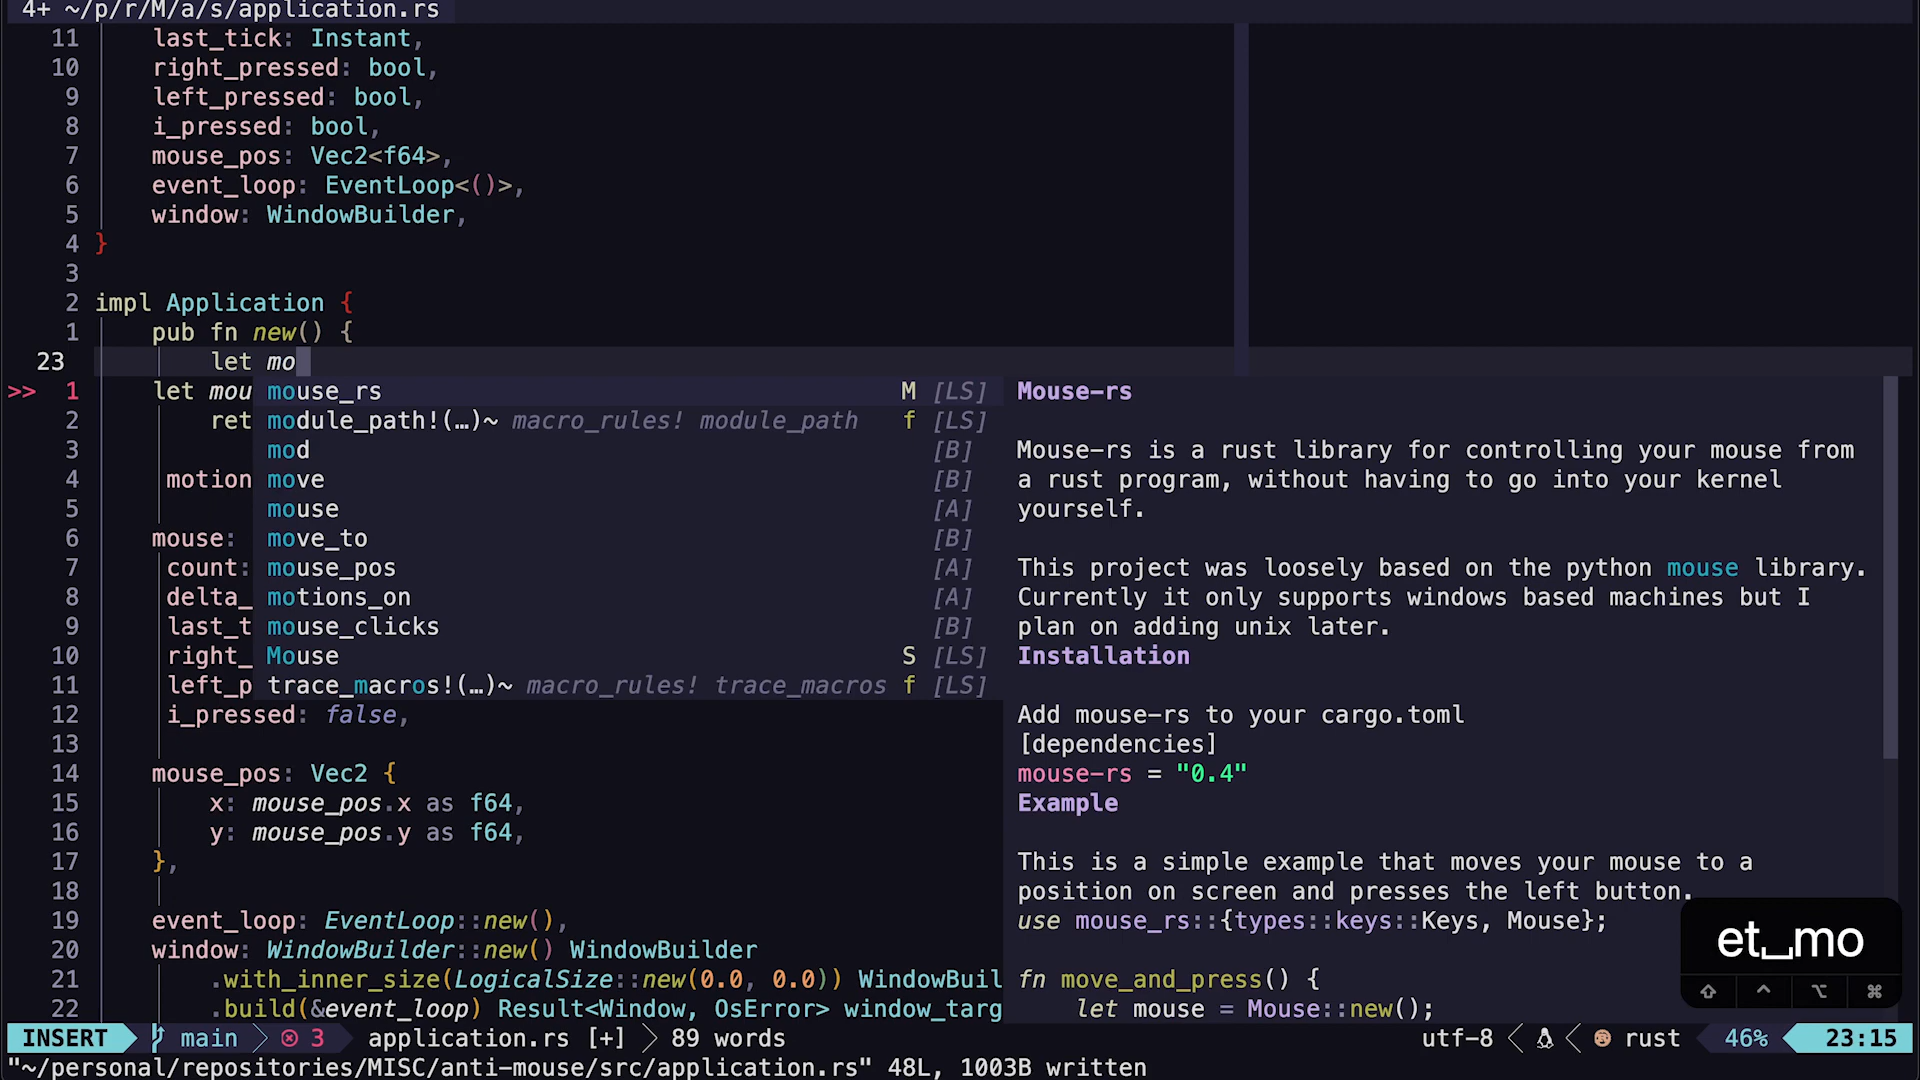 4+ ~/p/r/M/a/s/application.rs
11 last_tick: Instant,
10 right_pressed: bool,
9 left_pressed: bool,
8 i_pressed: bool,
7 mouse_pos: Vec2<f64>,
6 event_loop: EventLoop<()>,
5 window: WindowBuilder,
4 }
3
2 impl Application {
1 pub fn new() {
23 let mo
>> 1 let mou mouse_rs M [LS] Mouse-rs
2 ret module_path!(…)~ macro_rules! module_path f [LS]
3 mod [B] Mouse-rs is a rust library for controlling your mouse from
4 motion move [B] a rust program, without having to go into your kernel
5 mouse [A] yourself.
6 mouse: move_to [B]
7 count: mouse_pos [A] This project was loosely based on the python mouse library.
8 delta_ motions_on [A] Currently it only supports windows based machines but I
9 last_t mouse_clicks [B] plan on adding unix later.
10 right_ Mouse S [LS] Installation
11 left_p trace_macros!(…)~ macro_rules! trace_macros f [LS]
12 i_pressed: false, Add mouse-rs to your cargo.toml
13 [dependencies]
14 mouse_pos: Vec2 { mouse-rs = "0.4"
15 x: mouse_pos.x as f64, Example
16 y: mouse_pos.y as f64,
17 }, This is a simple example that moves your mouse to a
18 position on screen and presses the left button.
19 event_loop: EventLoop::new(), use mouse_rs::{types::keys::Keys, Mouse};
20 window: WindowBuilder::new() WindowBuilder
21 .with_inner_size(LogicalSize::new(0.0, 0.0)) WindowBuil fn move_and_press() {
22 .build(&event_loop) Result<Window, OsError> window_targ let mouse = Mouse::new();
et␣mo
⇧ ⌃ ⌥ ⌘
INSERT main 3 application.rs [+] 89 words utf-8 rust 46% 23:15
"~/personal/repositories/MISC/anti-mouse/src/application.rs" 48L, 1003B written